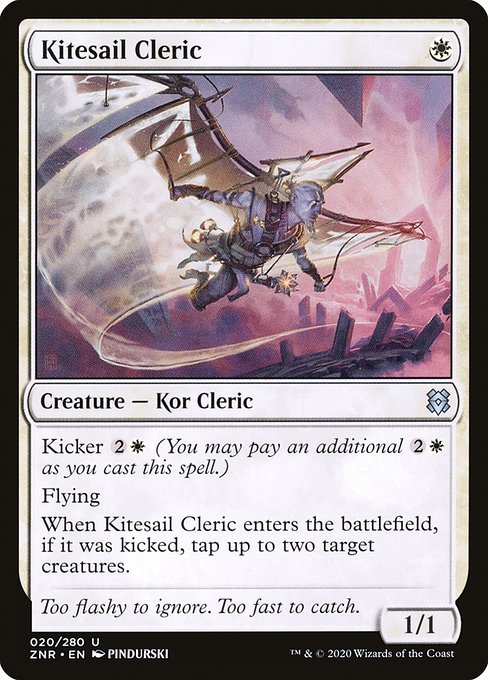 Kitesail Cleric
Creature — Kor Cleric
Kicker 2 (You may pay an additional 2
as you cast this spell.)
Flying
When Kitesail Cleric enters the battlefield,
if it was kicked, tap up to two target
creatures.
Too flashy to ignore. Too fast to catch.
1/1
020/280 U
ZNR • EN PINDURSKI
™ & © 2020 Wizards of the Coast